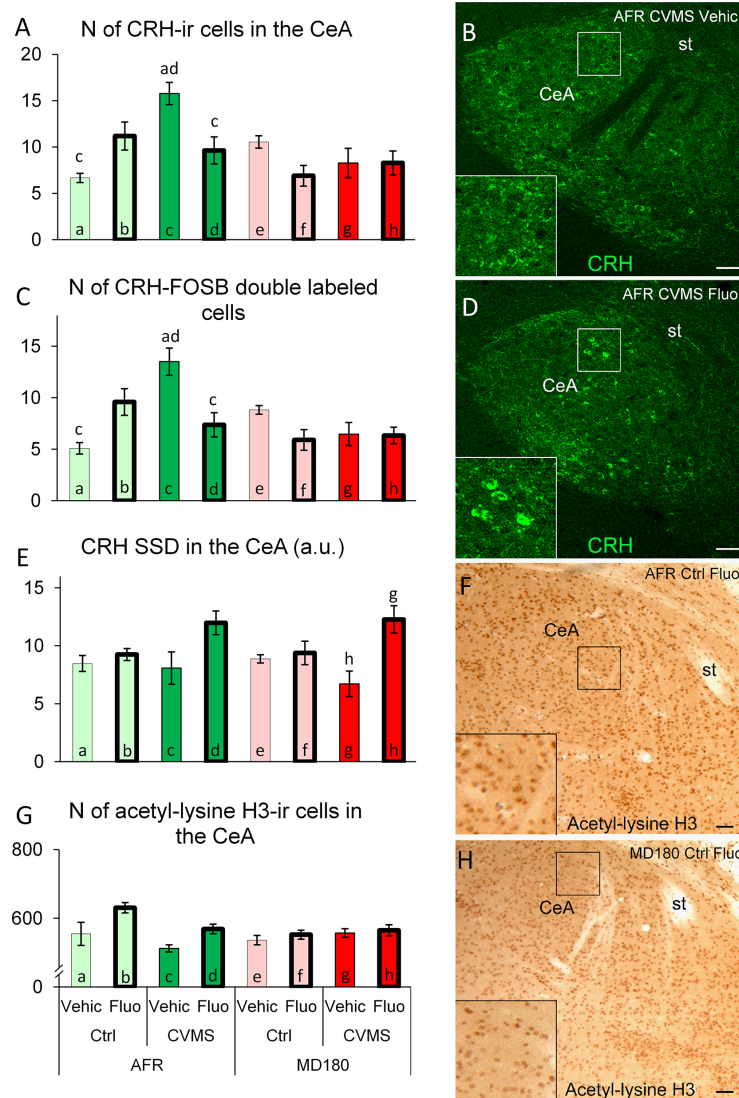 A
N of CRH-ir cells in the CeA
20
15
10
5
0
c
ad
c
a
b
c
d
e
f
g
h
B
AFR CVMS Vehic
st
CeA
CRH
C
N of CRH-FOSB double labeled
cells
15
10
5
0
c
ad
c
a
b
c
d
e
f
g
h
D
AFR CVMS Fluo
st
CeA
CRH
E
CRH SSD in the CeA (a.u.)
15
10
5
0
h
g
a
b
c
d
e
f
g
h
F
AFR Ctrl Fluo
CeA
st
Acetyl-lysine H3
G
N of acetyl-lysine H3-ir cells in
the CeA
800
600
0
a
b
c
d
e
f
g
h
Vehic Fluo Vehic Fluo Vehic Fluo Vehic Fluo
Ctrl CVMS Ctrl CVMS
AFR MD180
H
MD180 Ctrl Fluo
CeA
st
Acetyl-lysine H3